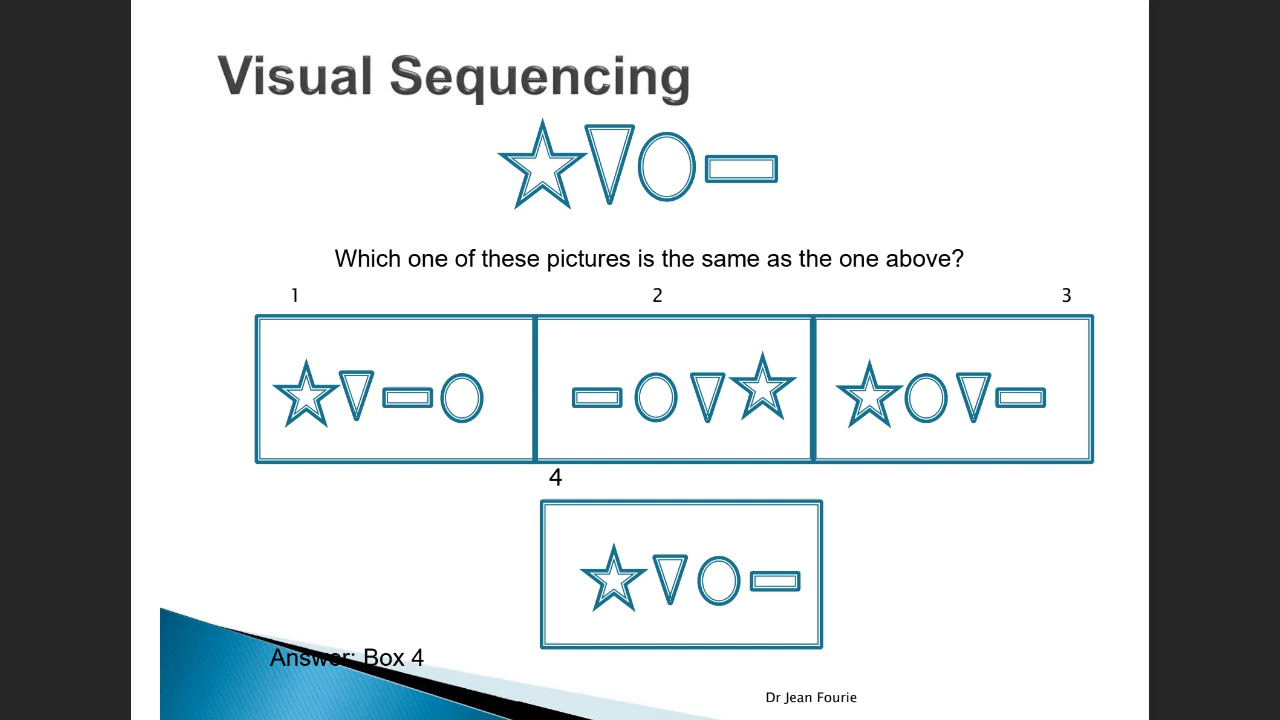 Visual Sequencing
Which one of these pictures is the same as the one above?
1
2
3
4
Answer: Box 4
Dr Jean Fourie